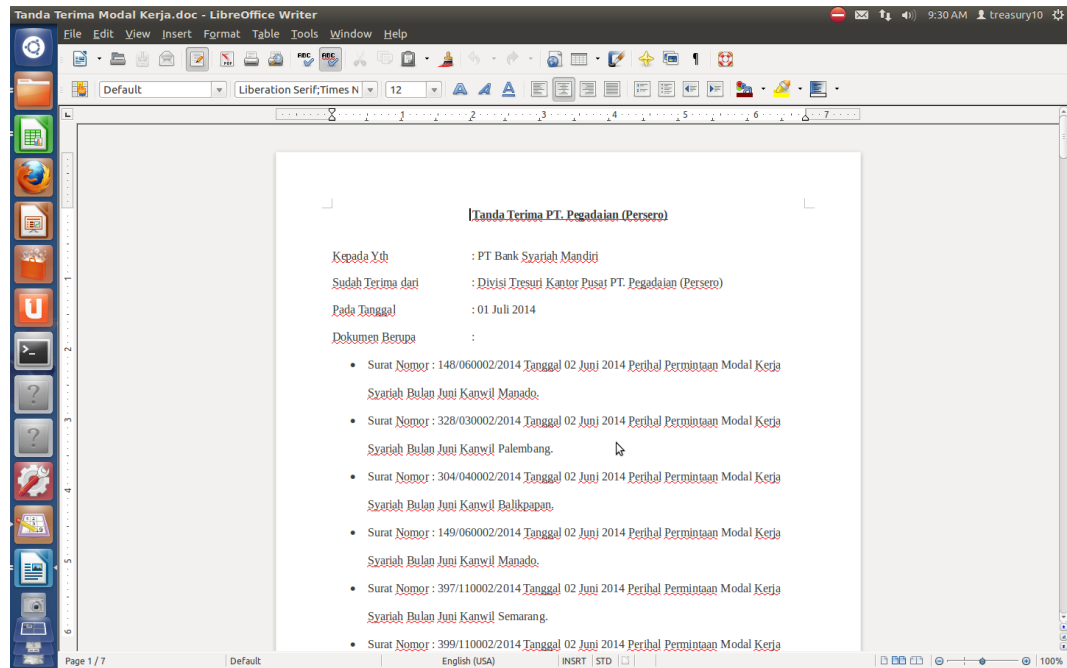 Tanda Terima Modal Kerja.doc - LibreOffice Writer
9:30 AM treasury10
File Edit View Insert Format Table Tools Window Help
Default Liberation Serif;Times N 12
1 2 3 4 5 6 7
Tanda Terima PT. Pegadaian (Persero)
Kepada Yth : PT Bank Syariah Mandiri
Sudah Terima dari : Divisi Tresuri Kantor Pusat PT. Pegadaian (Persero)
Pada Tanggal : 01 Juli 2014
Dokumen Berupa :
• Surat Nomor : 148/060002/2014 Tanggal 02 Juni 2014 Perihal Permintaan Modal Kerja
Syariah Bulan Juni Kanwil Manado.
• Surat Nomor : 328/030002/2014 Tanggal 02 Juni 2014 Perihal Permintaan Modal Kerja
Syariah Bulan Juni Kanwil Palembang.
• Surat Nomor : 304/040002/2014 Tanggal 02 Juni 2014 Perihal Permintaan Modal Kerja
Syariah Bulan Juni Kanwil Balikpapan.
• Surat Nomor : 149/060002/2014 Tanggal 02 Juni 2014 Perihal Permintaan Modal Kerja
Syariah Bulan Juni Kanwil Manado.
• Surat Nomor : 397/110002/2014 Tanggal 02 Juni 2014 Perihal Permintaan Modal Kerja
Syariah Bulan Juni Kanwil Semarang.
• Surat Nomor : 399/110002/2014 Tanggal 02 Juni 2014 Perihal Permintaan Modal Kerja
Page 1 / 7 Default English (USA) INSRT STD 100%